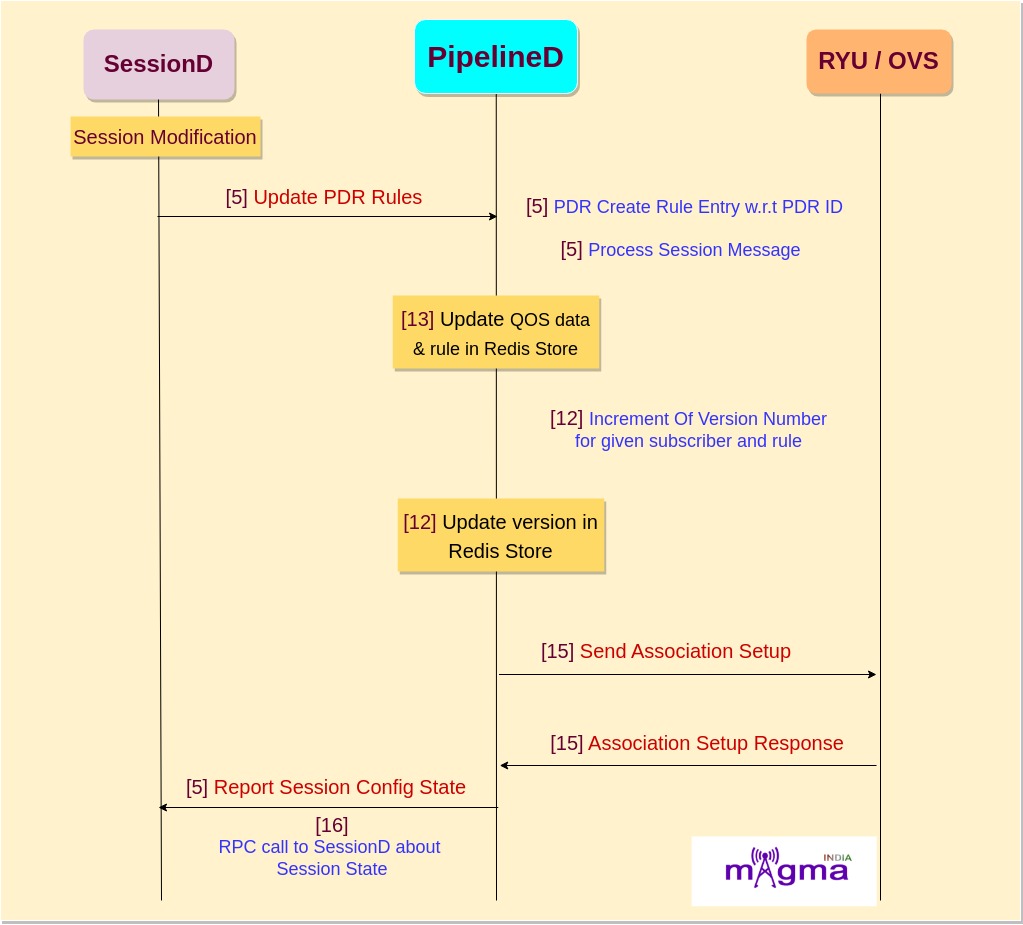 SessionD
PipelineD
RYU / OVS
Session Modification
[5] Update PDR Rules
[5] PDR Create Rule Entry w.r.t PDR ID
[5] Process Session Message
[13] Update QOS data
& rule in Redis Store
[12] Increment Of Version Number
for given subscriber and rule
[12] Update version in
Redis Store
[15] Send Association Setup
[15] Association Setup Response
[5] Report Session Config State
[16]
RPC call to SessionD about
Session State
INDIA
magma